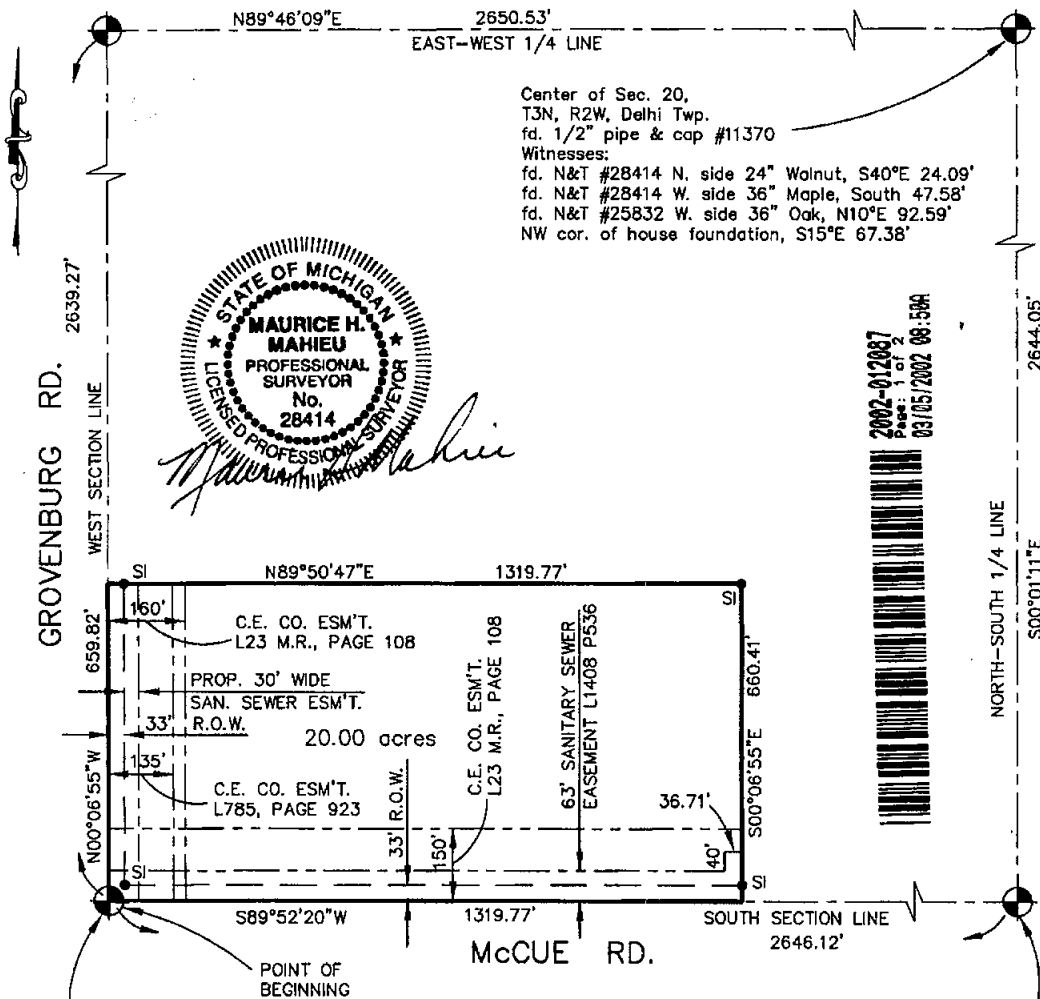 N89°46'09"E 2650.53'
EAST-WEST 1/4 LINE
Center of Sec. 20,
T3N, R2W, Delhi Twp.
fd. 1/2" pipe & cap #11370
Witnesses:
fd. N&T #28414 N. side 24" Walnut, S40°E 24.09'
fd. N&T #28414 W. side 36" Maple, South 47.58'
fd. N&T #25832 W. side 36" Oak, N10°E 92.59'
NW cor. of house foundation, S15°E 67.38'
2639.27'
GROVENBURG RD.
WEST SECTION LINE
STATE OF MICHIGAN
MAURICE H.
MAHIEU
PROFESSIONAL
SURVEYOR
No.
28414
LICENSED PROFESSIONAL SURVEYOR
Maurice H. Mahieu
2002-012087
Page: 1 of 2
03/05/2002 08:50A
2644.05'
NORTH-SOUTH 1/4 LINE
S00°01'11"E
SI
N89°50'47"E 1319.77'
SI
160'
C.E. CO. ESM'T.
L23 M.R., PAGE 108
659.82'
N00°06'55"W
PROP. 30' WIDE
SAN. SEWER ESM'T.
33' R.O.W.
20.00 acres
135'
C.E. CO. ESM'T.
L785, PAGE 923
C.E. CO. ESM'T.
L23 M.R., PAGE 108
33' R.O.W.
150'
63' SANITARY SEWER
EASEMENT L1408 P536
36.71'
40'
660.41'
S00°06'55"E
SI
SI
S89°52'20"W 1319.77'
SOUTH SECTION LINE
2646.12'
McCUE RD.
POINT OF
BEGINNING